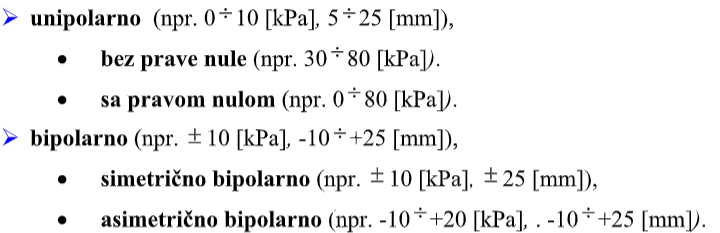 ➢ unipolarno (npr. 0÷10 [kPa], 5÷25 [mm]),
• bez prave nule (npr. 30÷80 [kPa]).
• sa pravom nulom (npr. 0÷80 [kPa]).
➢ bipolarno (npr. ±10 [kPa], -10÷+25 [mm]),
• simetrično bipolarno (npr. ±10 [kPa], ±25 [mm]),
• asimetrično bipolarno (npr. -10÷+20 [kPa], . -10÷+25 [mm]).